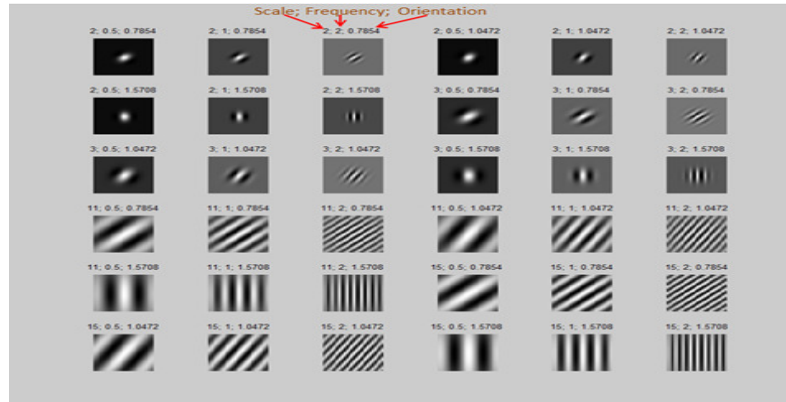 Scale; Frequency; Orientation
2; 0.5; 0.7854 2; 1; 0.7854 2; 2; 0.7854 2; 0.5; 1.0472 2; 1; 1.0472 2; 2; 1.0472
2; 0.5; 1.5708 2; 1; 1.5708 2; 2; 1.5708 3; 0.5; 0.7854 3; 1; 0.7854 3; 2; 0.7854
3; 0.5; 1.0472 3; 1; 1.0472 3; 2; 1.0472 3; 0.5; 1.5708 3; 1; 1.5708 3; 2; 1.5708
11; 0.5; 0.7854 11; 1; 0.7854 11; 2; 0.7854 11; 0.5; 1.0472 11; 1; 1.0472 11; 2; 1.0472
11; 0.5; 1.5708 11; 1; 1.5708 11; 2; 1.5708 15; 0.5; 0.7854 15; 1; 0.7854 15; 2; 0.7854
15; 0.5; 1.0472 15; 1; 1.0472 15; 2; 1.0472 15; 0.5; 1.5708 15; 1; 1.5708 15; 2; 1.5708